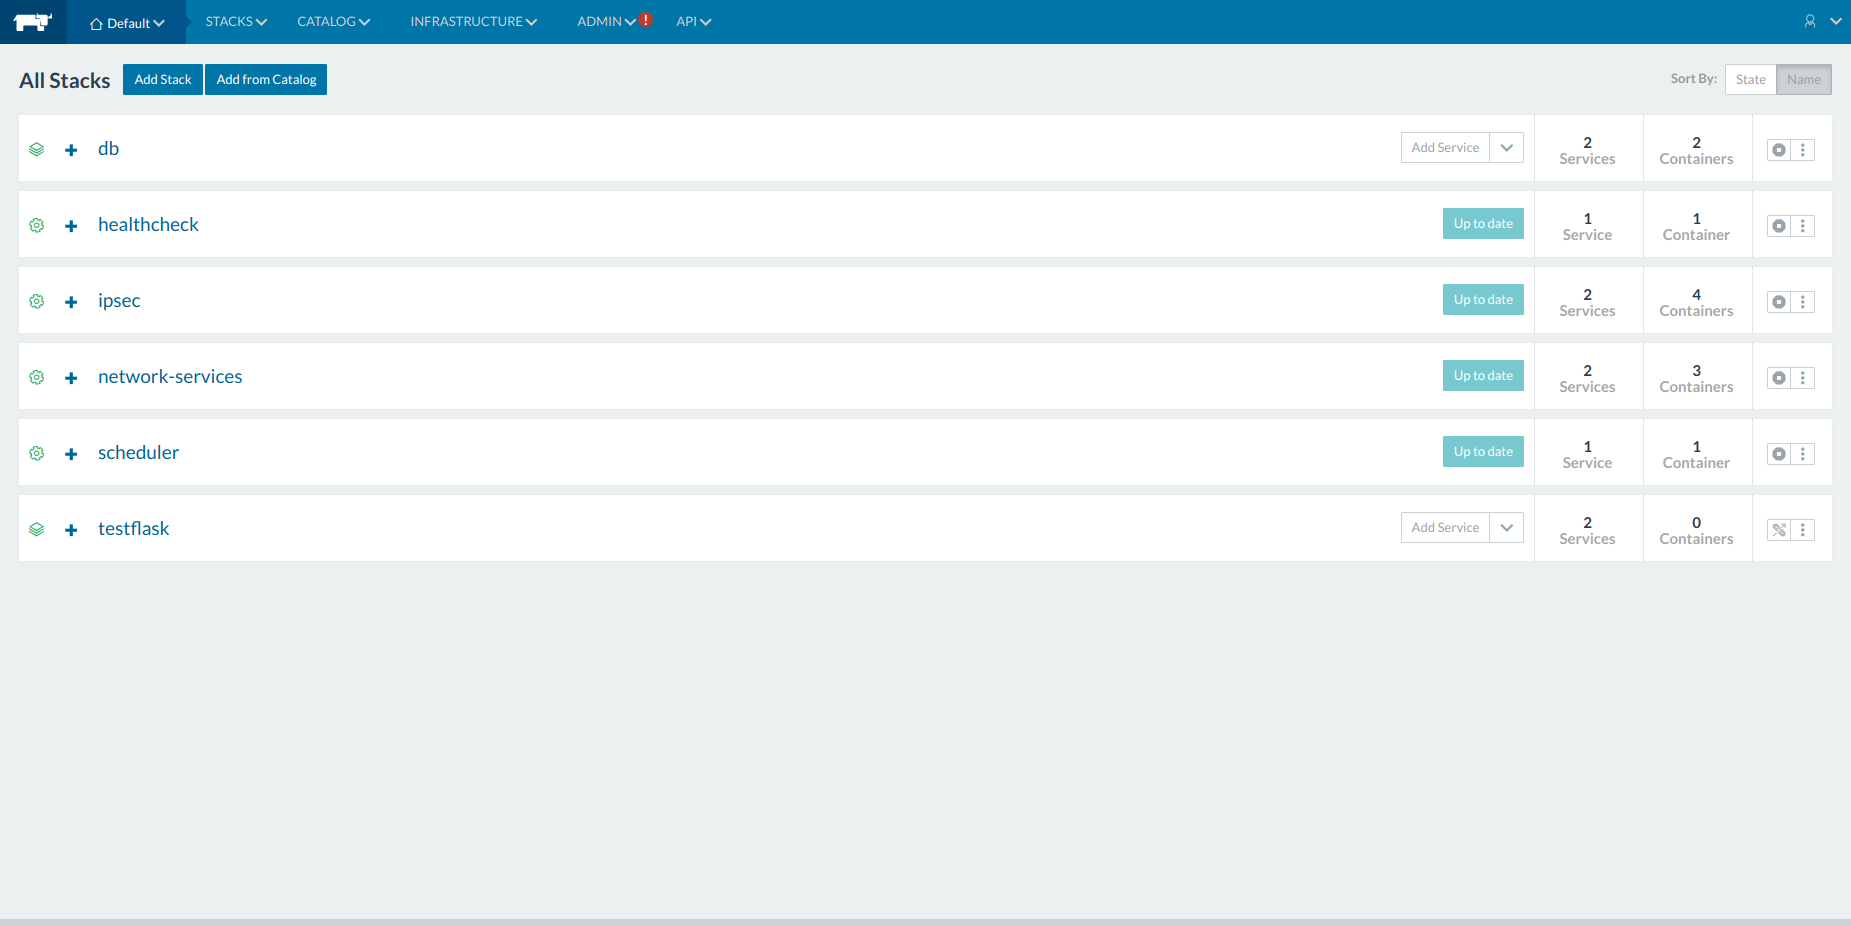 Default STACKS CATALOG INFRASTRUCTURE ADMIN ! API
All Stacks Add Stack Add from Catalog Sort By: State Name
db Add Service 2 Services 2 Containers
healthcheck Up to date 1 Service 1 Container
ipsec Up to date 2 Services 4 Containers
network-services Up to date 2 Services 3 Containers
scheduler Up to date 1 Service 1 Container
testflask Add Service 2 Services 0 Containers